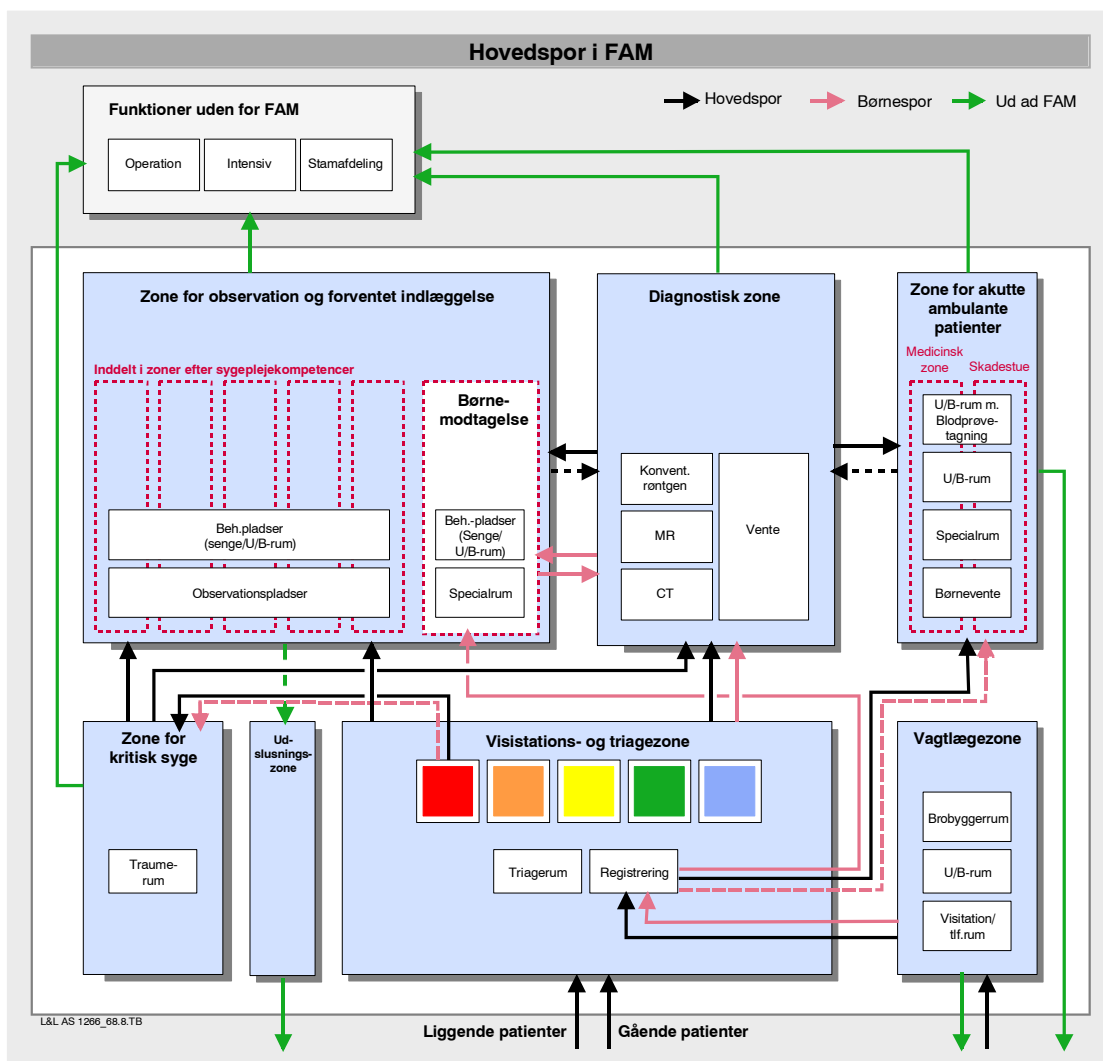 Hovedspor i FAM
Funktioner uden for FAM
Operation
Intensiv
Stamafdeling
Hovedspor
Børnespor
Ud ad FAM
Zone for observation og forventet indlæggelse
Inddelt i zoner efter sygeplejekompetencer
Børne-
modtagelse
Beh.pladser
(senge/U/B-rum)
Observationspladser
Beh.-pladser
(Senge/
U/B-rum)
Specialrum
Diagnostisk zone
Konvent.
røntgen
MR
CT
Vente
Zone for akutte
ambulante
patienter
Medicinsk
zone
Skadestue
U/B-rum m.
Blodprøve-
tagning
U/B-rum
Specialrum
Børnevente
Zone for
kritisk syge
Traume-
rum
Ud-
slusnings-
zone
Visistations- og triagezone
Triagerum
Registrering
Vagtlægezone
Brobyggerrum
U/B-rum
Visitation/
tlf.rum
L&L AS 1266_68.8.TB
Liggende patienter
Gående patienter